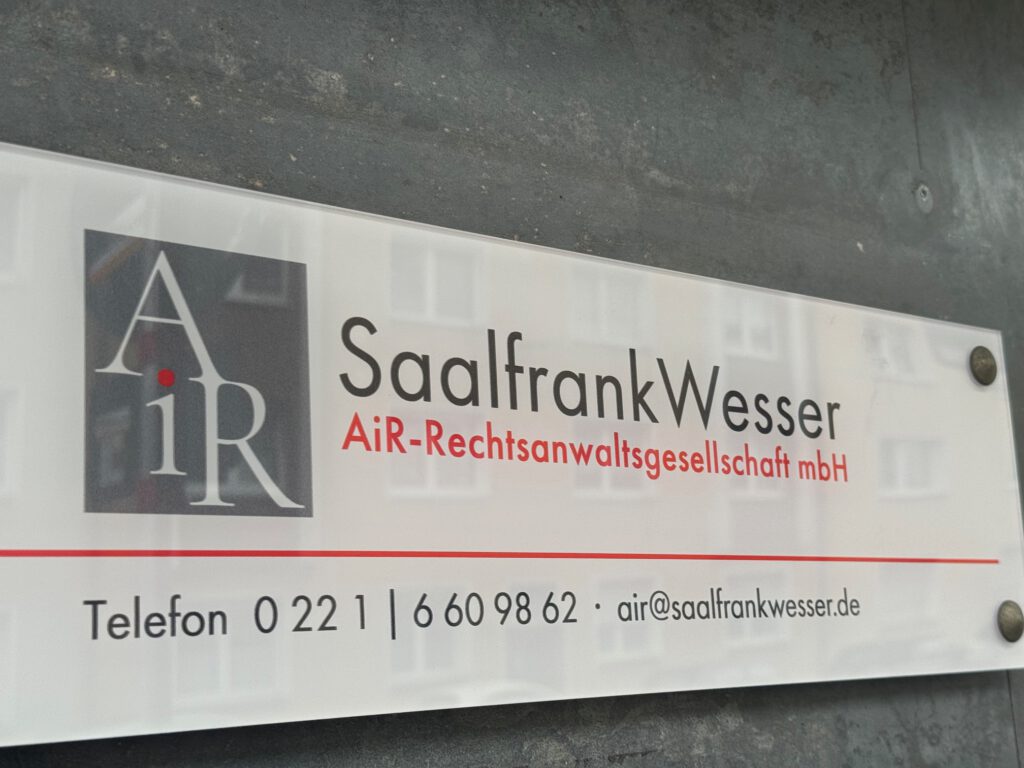 AiR
SaalfrankWesser
AiR-Rechtsanwaltsgesellschaft mbH
Telefon 0 22 1 | 6 60 98 62 · air@saalfrankwesser.de